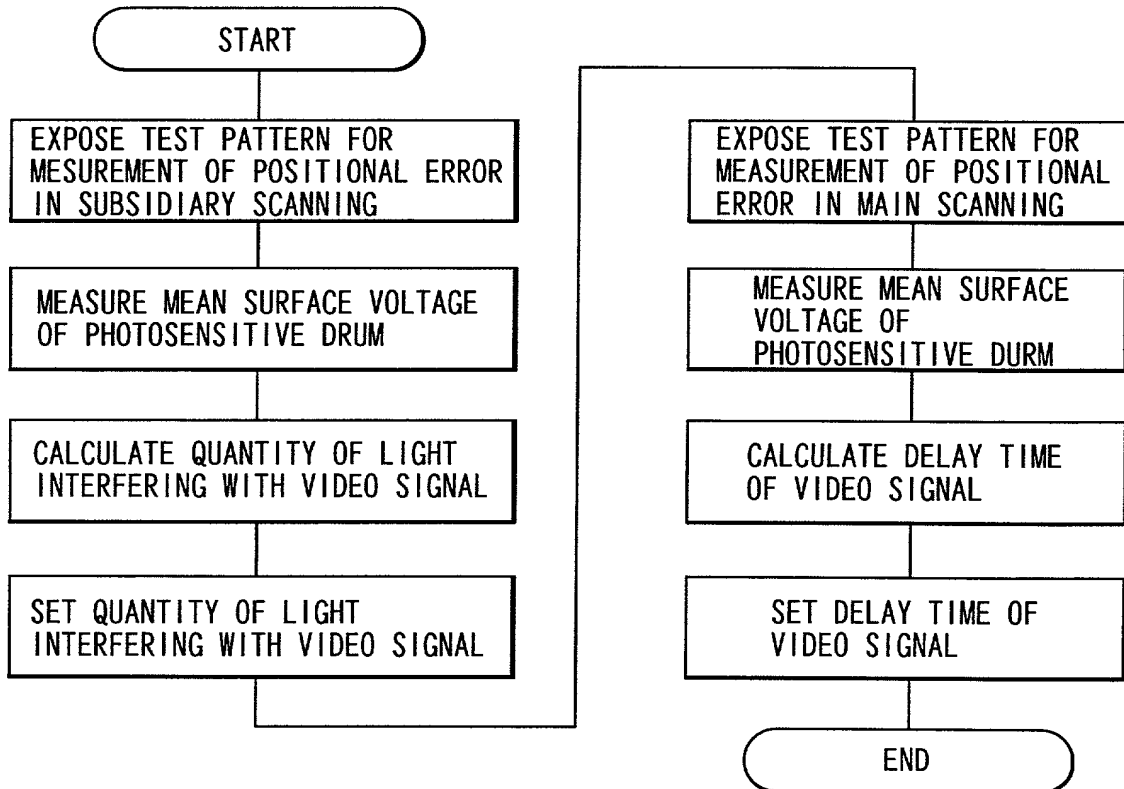 START
EXPOSE TEST PATTERN FOR
MESUREMENT OF POSITIONAL ERROR
IN SUBSIDIARY SCANNING
MEASURE MEAN SURFACE VOLTAGE
OF PHOTOSENSITIVE DRUM
CALCULATE QUANTITY OF LIGHT
INTERFERING WITH VIDEO SIGNAL
SET QUANTITY OF LIGHT
INTERFERING WITH VIDEO SIGNAL
EXPOSE TEST PATTERN FOR
MEASUREMENT OF POSITIONAL
ERROR IN MAIN SCANNING
MEASURE MEAN SURFACE
VOLTAGE OF
PHOTOSENSITIVE DURM
CALCULATE DELAY TIME
OF VIDEO SIGNAL
SET DELAY TIME OF
VIDEO SIGNAL
END